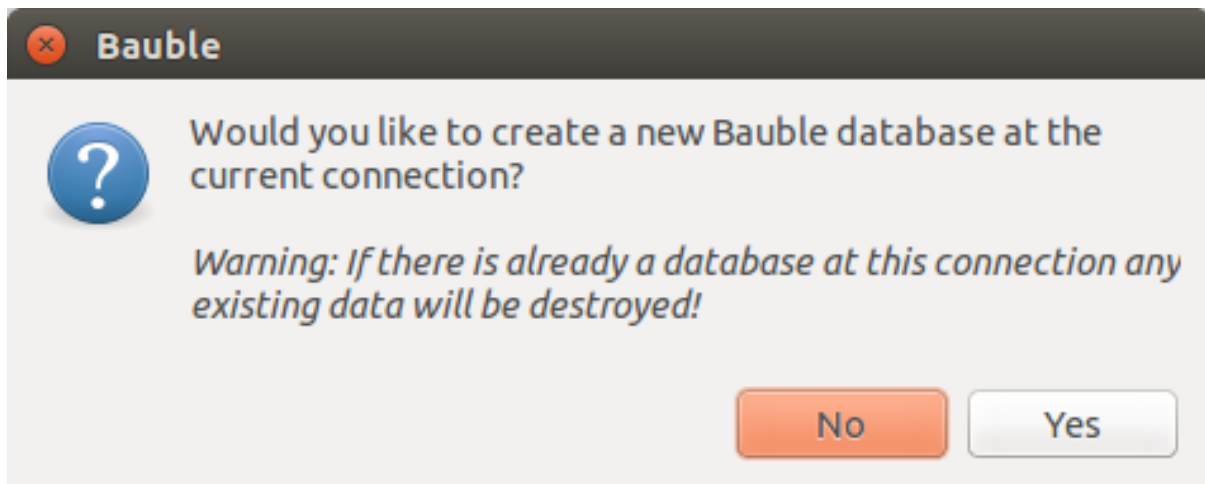 Bauble
Would you like to create a new Bauble database at the
current connection?
Warning: If there is already a database at this connection any
existing data will be destroyed!
No Yes